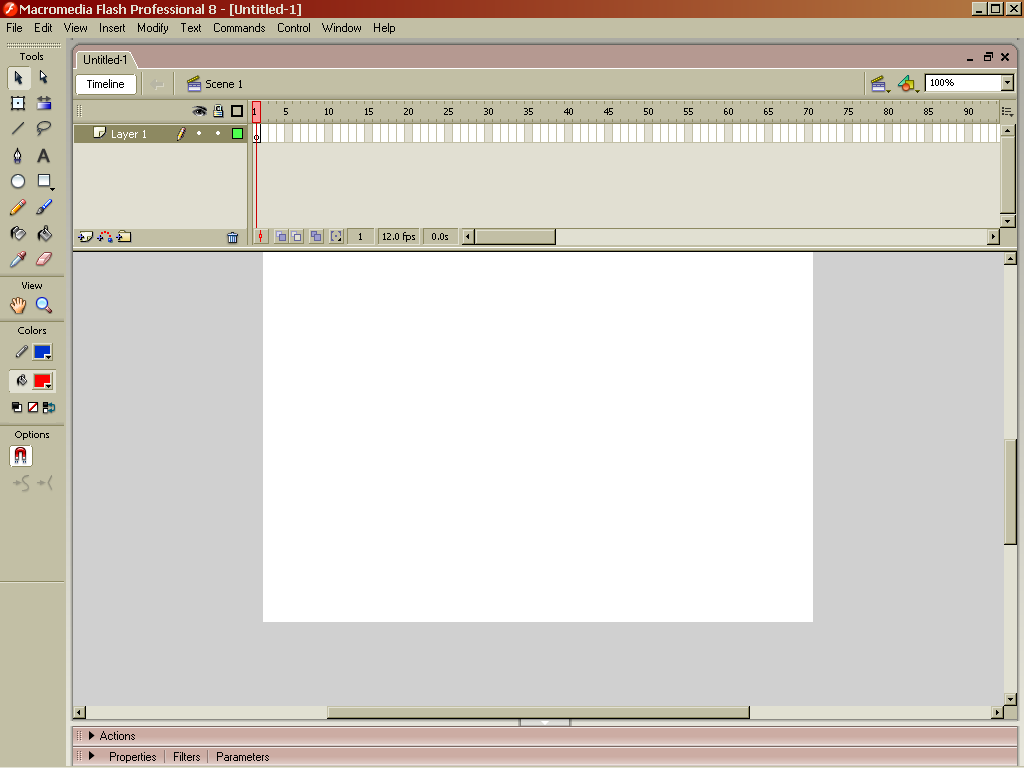 Macromedia Flash Professional 8 - [Untitled-1]
File Edit View Insert Modify Text Commands Control Window Help
Tools
Untitled-1
Timeline
Scene 1
100%
1 5 10 15 20 25 30 35 40 45 50 55 60 65 70 75 80 85 90
Layer 1
A
1 12.0 fps 0.0s
View
Colors
Options
Actions
Properties Filters Parameters